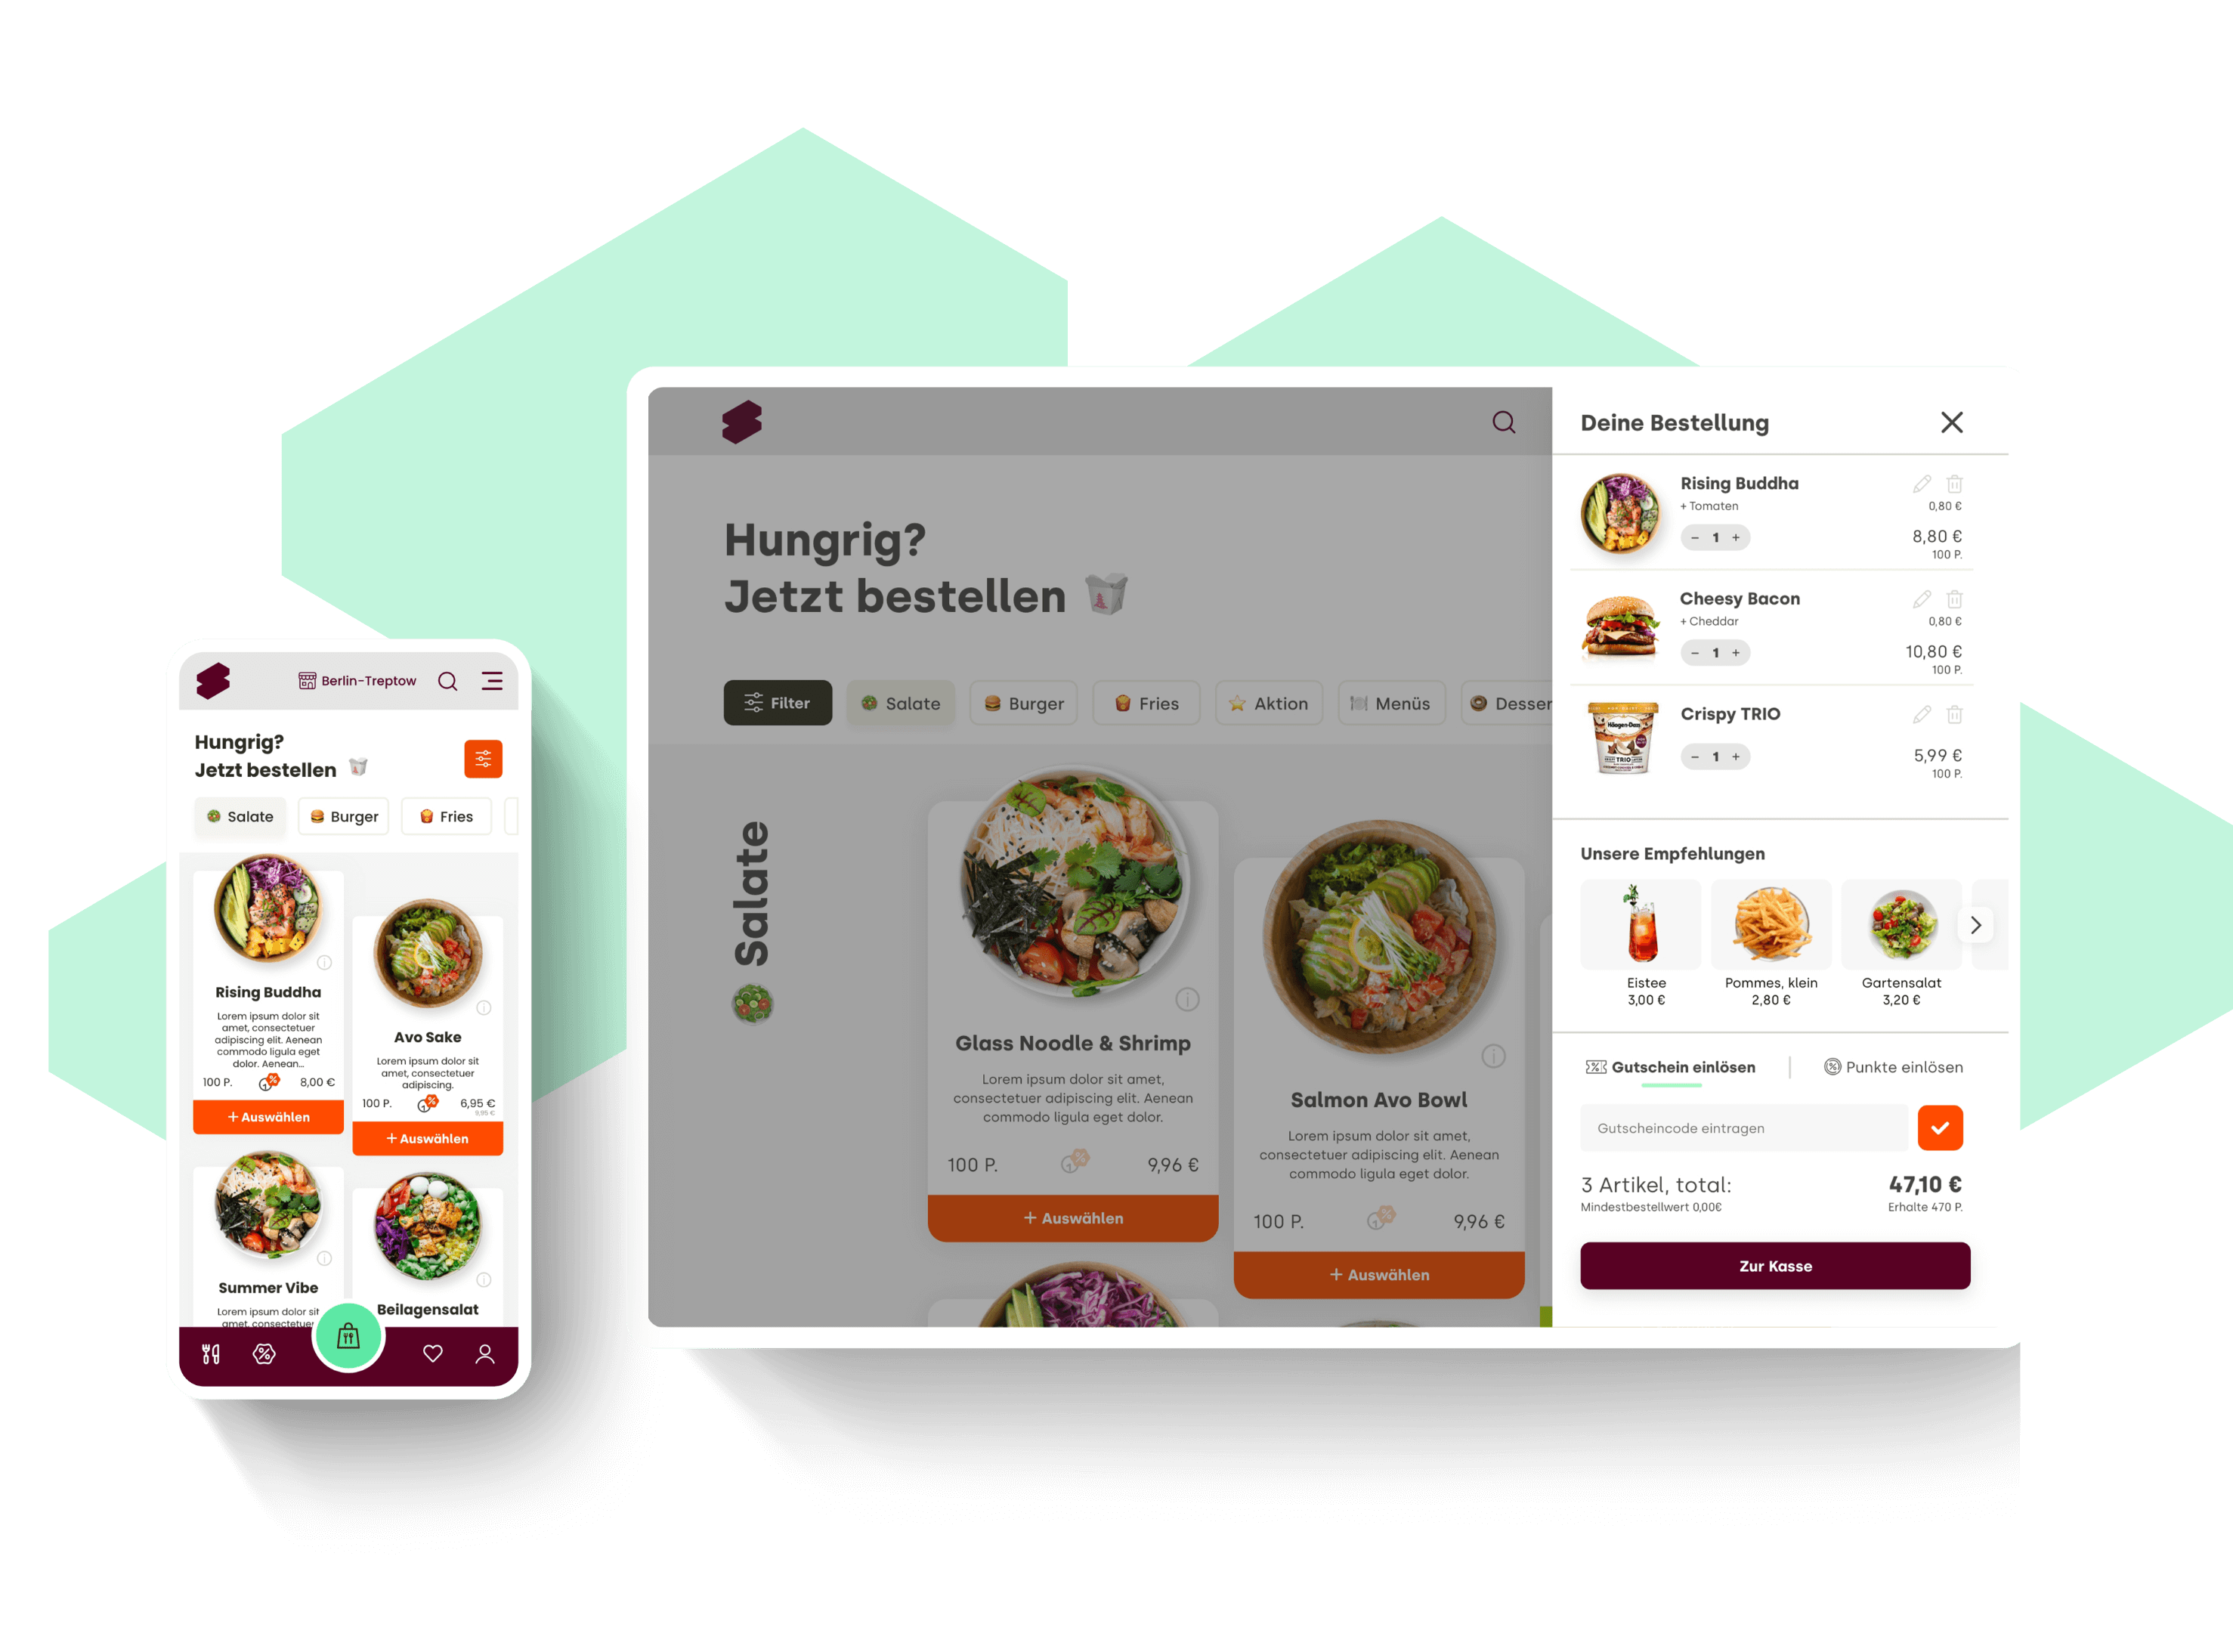 Berlin-Treptow
Hungrig?
Jetzt bestellen
Salate
Burger
Fries
Rising Buddha
Lorem ipsum dolor sit
amet, consectetuer
adipiscing elit. Aenean
commodo ligula eget
dolor. Aenean...
100 P.
8,00 €
+ Auswählen
Avo Sake
Lorem ipsum dolor sit
amet, consectetuer
adipiscing.
100 P.
6,95 €
9,95 €
+ Auswählen
Summer Vibe
Lorem ipsum dolor sit
amet, consectetuer
Beilagensalat
Hungrig?
Jetzt bestellen
Filter
Salate
Burger
Fries
Aktion
Menüs
Desser
Salate
Glass Noodle & Shrimp
Lorem ipsum dolor sit amet,
consectetuer adipiscing elit. Aenean
commodo ligula eget dolor.
100 P.
9,96 €
+ Auswählen
Salmon Avo Bowl
Lorem ipsum dolor sit amet,
consectetuer adipiscing elit. Aenean
commodo ligula eget dolor.
100 P.
9,96 €
+ Auswählen
Deine Bestellung
Rising Buddha
+ Tomaten
0,80 €
- 1 +
8,80 €
100 P.
Cheesy Bacon
+ Cheddar
0,80 €
- 1 +
10,80 €
100 P.
Häagen-Dazs
TRIO
Crispy TRIO
- 1 +
5,99 €
100 P.
Unsere Empfehlungen
Eistee
3,00 €
Pommes, klein
2,80 €
Gartensalat
3,20 €
Gutschein einlösen
Punkte einlösen
Gutscheincode eintragen
3 Artikel, total:
47,10 €
Mindestbestellwert 0,00€
Erhalte 470 P.
Zur Kasse